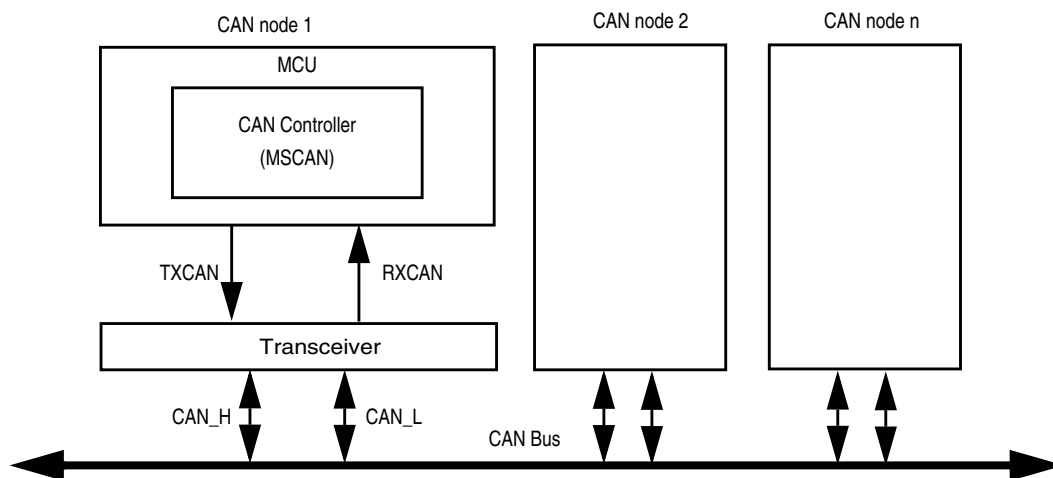 CAN node 1
CAN node 2
CAN node n
MCU
CAN Controller
(MSCAN)
TXCAN
RXCAN
Transceiver
CAN_H
CAN_L
CAN Bus